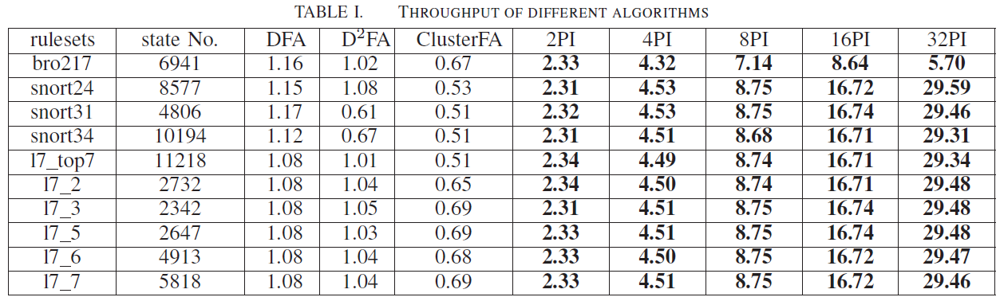 TABLE I. THROUGHPUT OF DIFFERENT ALGORITHMS
rulesets state No. DFA D²FA ClusterFA 2PI 4PI 8PI 16PI 32PI
bro217 6941 1.16 1.02 0.67 2.33 4.32 7.14 8.64 5.70
snort24 8577 1.15 1.08 0.53 2.31 4.53 8.75 16.72 29.59
snort31 4806 1.17 0.61 0.51 2.32 4.53 8.75 16.74 29.46
snort34 10194 1.12 0.67 0.51 2.31 4.51 8.68 16.71 29.31
l7_top7 11218 1.08 1.01 0.51 2.34 4.49 8.74 16.71 29.34
l7_2 2732 1.08 1.04 0.65 2.34 4.50 8.74 16.71 29.48
l7_3 2342 1.08 1.05 0.69 2.31 4.51 8.75 16.74 29.48
l7_5 2647 1.08 1.03 0.69 2.33 4.51 8.75 16.74 29.48
l7_6 4913 1.08 1.04 0.68 2.33 4.50 8.75 16.72 29.47
l7_7 5818 1.08 1.04 0.69 2.33 4.51 8.75 16.72 29.46